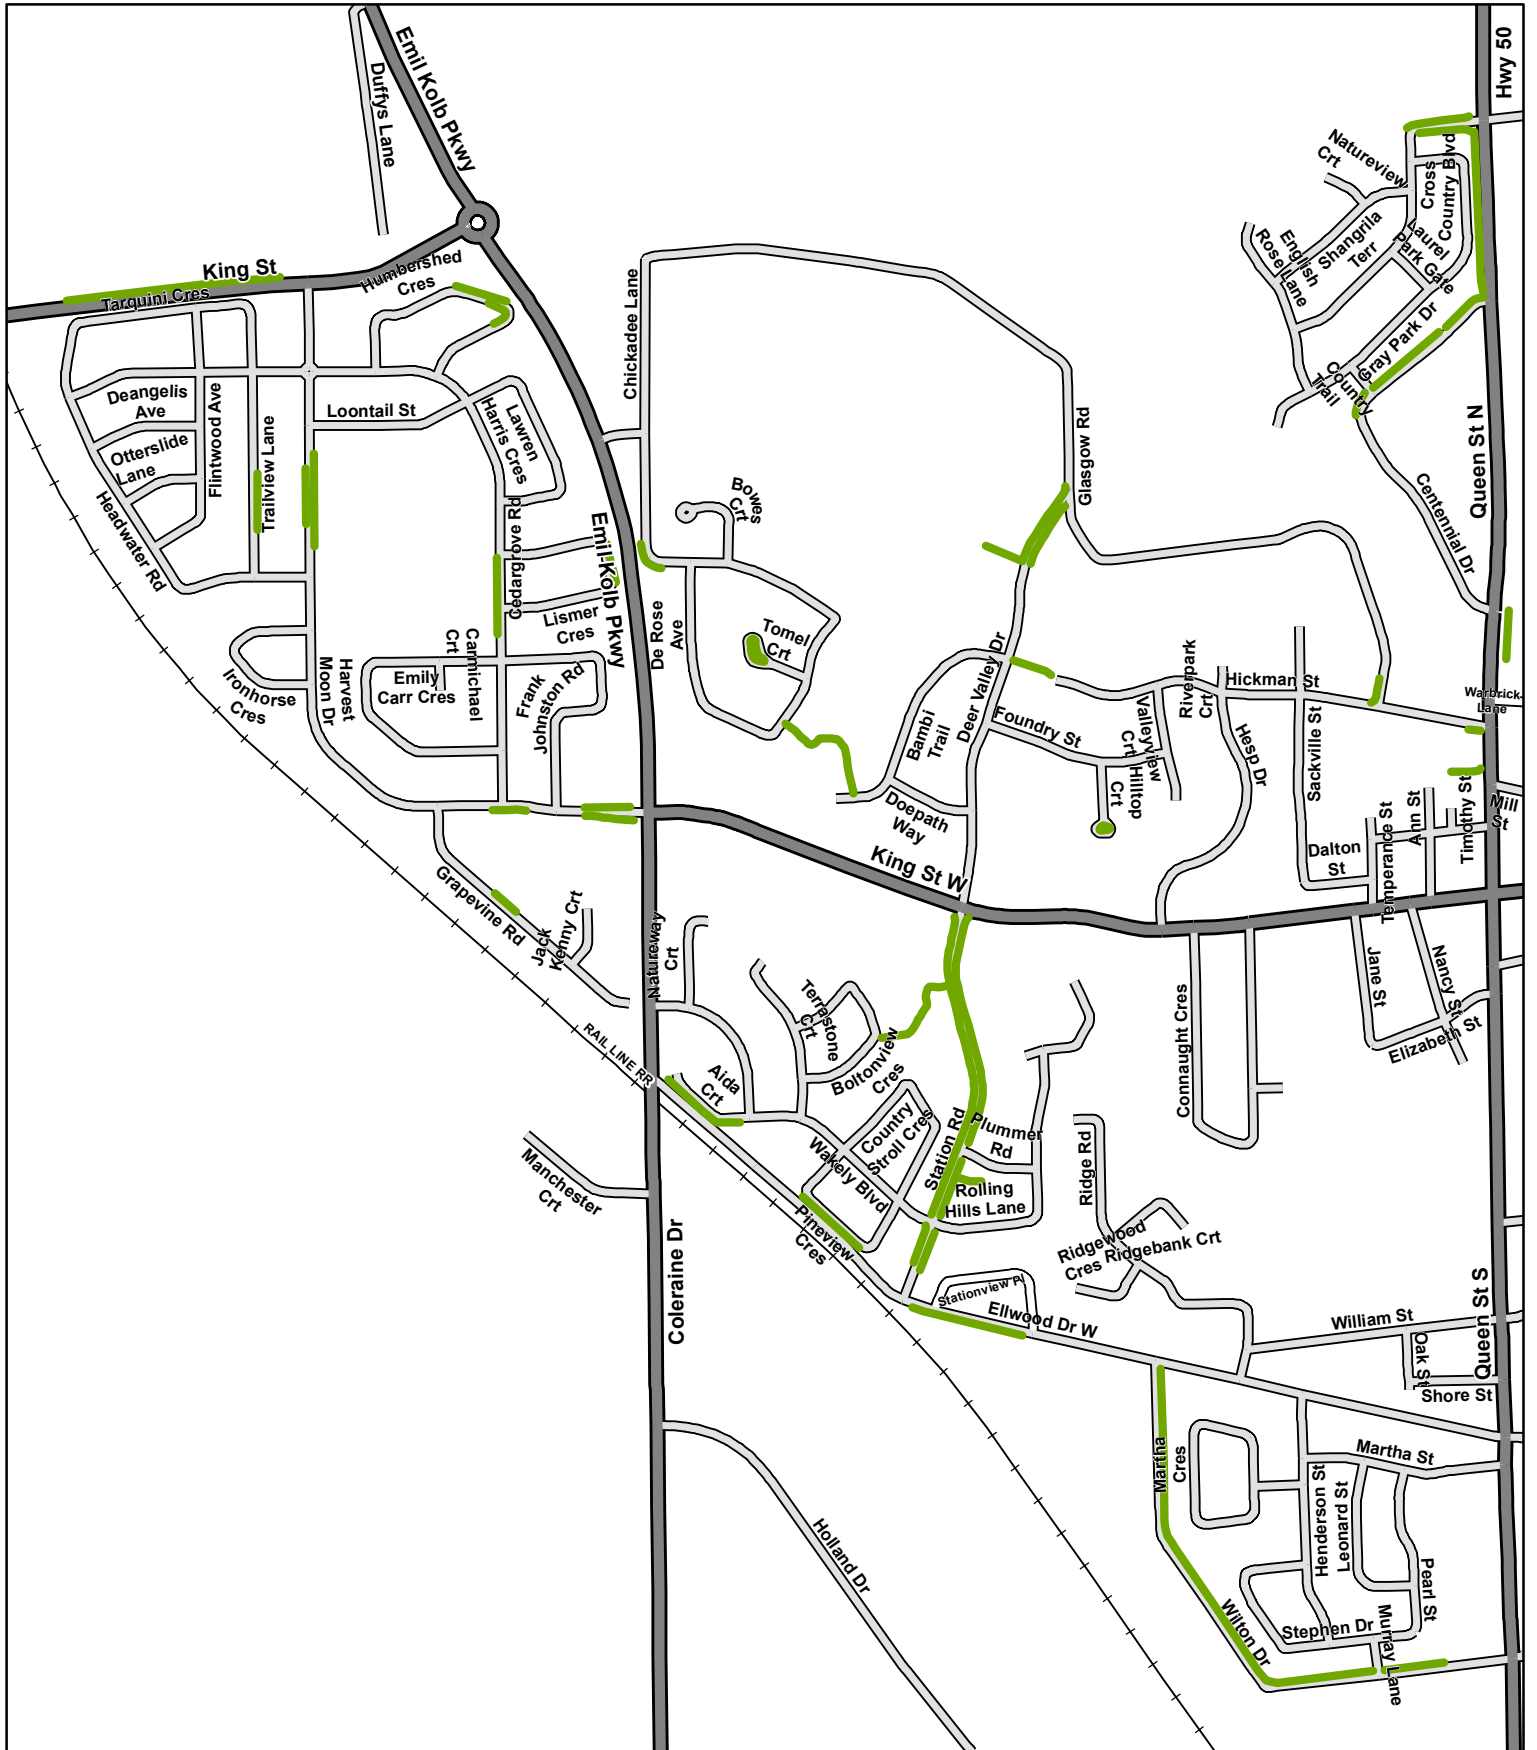 Hwy 50
Emil Kolb Pkwy
Duffys Lane
Natureview
Crt
Cross
Country Blvd
Shangrila
Terr
Laurel
Park Gate
English
Rose Lane
Gray Park Dr
Country
Trail
King St
Humbershed
Cres
Tarquini Cres
Chickadee Lane
Deangelis
Ave
Loontail St
Lawren
Harris Cres
Flintwood Ave
Otterslide
Lane
Trailview Lane
Headwater Rd
Glasgow Rd
Queen St N
Centennial Dr
Bowes
Crt
Cedargrove Rd
Emil-Kolb Pkwy
Lismer
Cres
De Rose
Ave
Tomel
Crt
Carmichael
Crt
Emily
Carr Cres
Frank
Johnston Rd
Harvest
Moon Dr
Ironhorse
Cres
Bambi
Trail
Deer Valley Dr
Foundry St
Valleyview
Crt
Riverpark
Crt
Hickman St
Hesp Dr
Sackville St
Warbrick
Lane
Hilltop
Crt
Doepath
Way
Mill
St
Timothy St
Ann St
Temperance St
Dalton
St
King St W
Grapevine Rd
Jack
Kenny Crt
Natureway
Crt
Terrastone
Crt
Boltonview
Cres
Connaught Cres
Jane St
Nancy St
Elizabeth St
RAIL LINE RR
Aida
Crt
Country
Stroll Cres
Station Rd
Plummer
Rd
Rolling
Hills Lane
Ridge Rd
Wakely Blvd
Manchester
Crt
Pineview
Cres
Ridgewood
Cres
Ridgebank Crt
Coleraine Dr
Stationview Pl
Ellwood Dr W
William St
Oak St
Queen St S
Shore St
Martha
Cres
Martha St
Henderson St
Leonard St
Pearl St
Holland Dr
Wilton Dr
Stephen Dr
Murray Lane